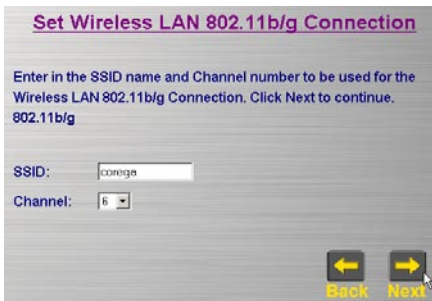 Set Wireless LAN 802.11b/g Connection
Enter in the SSID name and Channel number to be used for the
Wireless LAN 802.11b/g Connection. Click Next to continue.
802.11b/g
SSID: corega
Channel: 6
Back Next